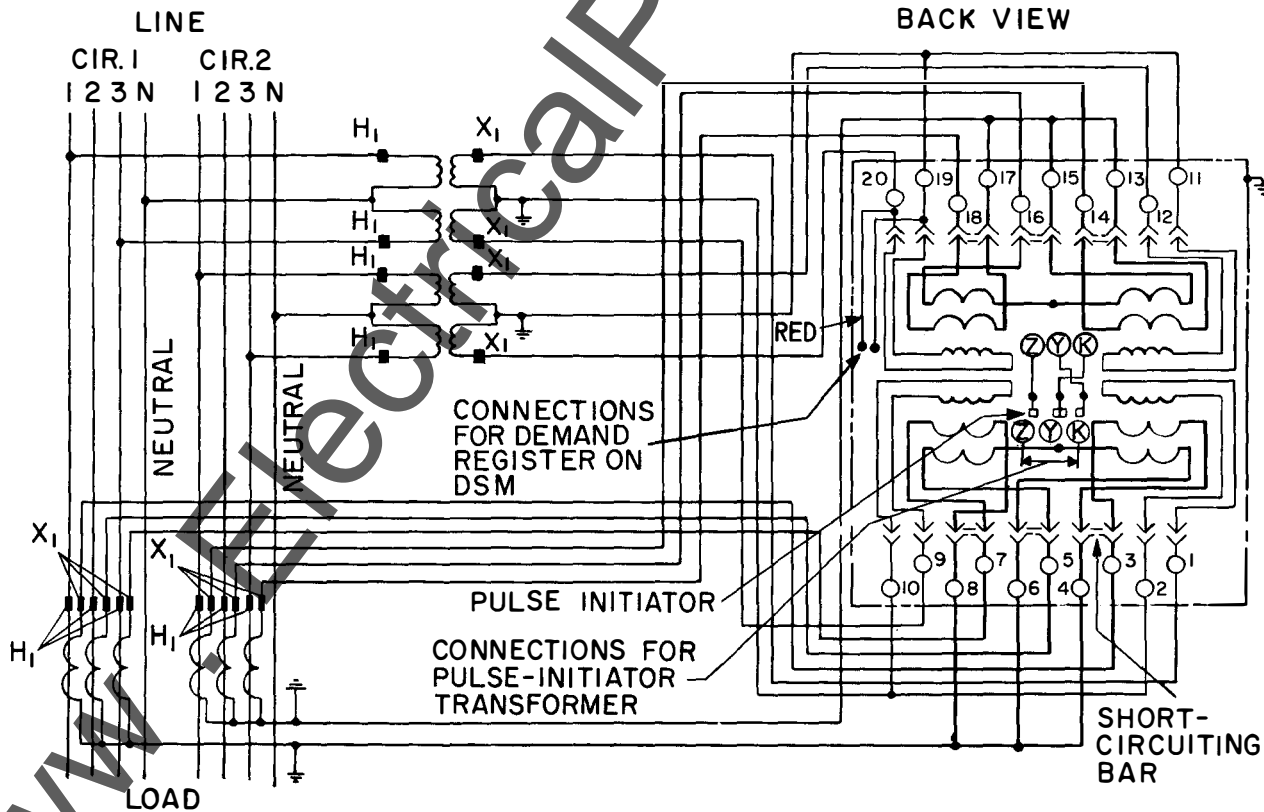 LINE
BACK VIEW
CIR. 1
CIR.2
1 2 3 N
1 2 3 N
H1
X1
H1
X1
H1
X1
H1
X1
20
19
18
17
16
15
14
13
12
11
RED
Z Y K
Z Y K
NEUTRAL
NEUTRAL
CONNECTIONS
FOR DEMAND
REGISTER ON
DSM
X1
X1
H1
H1
10
9
8
7
6
5
4
3
2
1
PULSE INITIATOR
CONNECTIONS FOR
PULSE-INITIATOR
TRANSFORMER
SHORT-
CIRCUITING
BAR
LOAD
w.ElectricalP